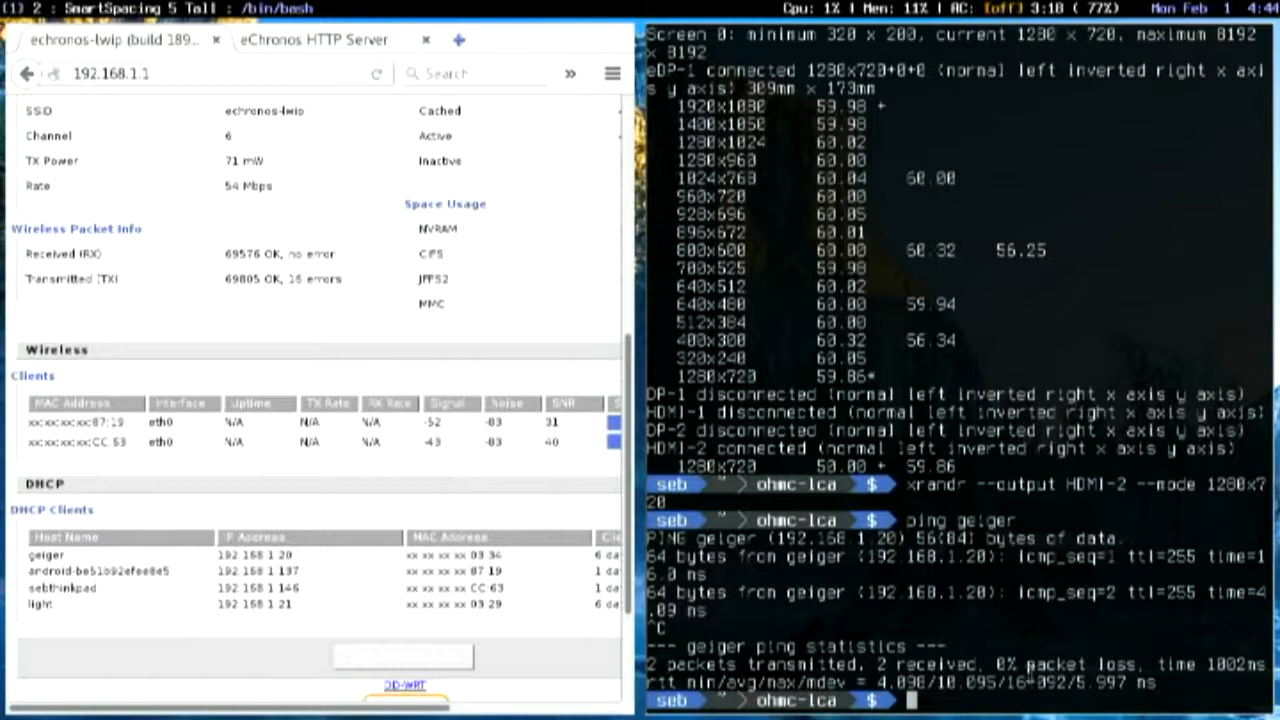 (1) 2 : SmartSpacing 5 Tall : /bin/bash
Cpu: 1% | Mem: 11% | AC: [off] 3:18 ( 77%) Mon Feb 1 4:44
echronos-lwip (build 189... ×
eChronos HTTP Server ×
192.168.1.1
Search
SSID echronos-lwip
Channel 6
TX Power 71 mW
Rate 54 Mbps
Wireless Packet Info
Received (RX) 69576 OK, no error
Transmitted (TX) 69805 OK, 16 errors
Cached
Active
Inactive
Space Usage
NVRAM
CIFS
JFFS2
MMC
Wireless
Clients
MAC Address Interface Uptime TX Rate RX Rate Signal Noise SNR
xx:xx:xx:xx:87:19 eth0 N/A N/A N/A -52 -83 31
xx:xx:xx:xx:CC:63 eth0 N/A N/A N/A -43 -83 40
DHCP
DHCP Clients
Host Name IP Address MAC Address Clie
geiger 192.168.1.20 xx:xx:xx:xx:03:34 6 da
android-be51b92efee8e5 192.168.1.137 xx:xx:xx:xx:87:19 1 da
sebthinkpad 192.168.1.146 xx:xx:xx:xx:CC:63 1 da
light 192.168.1.21 xx:xx:xx:xx:03:29 6 da
DD-WRT
Screen 0: minimum 320 x 200, current 1280 x 720, maximum 8192
x 8192
eDP-1 connected 1280x720+0+0 (normal left inverted right x axi
s y axis) 309mm x 173mm
1920x1080 59.98 +
1400x1050 59.98
1280x1024 60.02
1280x960 60.00
1024x768 60.04 60.00
960x720 60.00
928x696 60.05
896x672 60.01
800x600 60.00 60.32 56.25
700x525 59.98
640x512 60.02
640x480 60.00 59.94
512x384 60.00
400x300 60.32 56.34
320x240 60.05
1280x720 59.86*
DP-1 disconnected (normal left inverted right x axis y axis)
HDMI-1 disconnected (normal left inverted right x axis y axis)
DP-2 disconnected (normal left inverted right x axis y axis)
HDMI-2 connected (normal left inverted right x axis y axis)
1280x720 50.00 + 59.86
seb ohmc-lca $ xrandr --output HDMI-2 --mode 1280x7
20
seb ohmc-lca $ ping geiger
PING geiger (192.168.1.20) 56(84) bytes of data.
64 bytes from geiger (192.168.1.20): icmp_seq=1 ttl=255 time=1
6.0 ms
64 bytes from geiger (192.168.1.20): icmp_seq=2 ttl=255 time=4
.09 ms
^C
--- geiger ping statistics ---
2 packets transmitted, 2 received, 0% packet loss, time 1002ms
rtt min/avg/max/mdev = 4.098/10.095/16.092/5.997 ms
seb ohmc-lca $